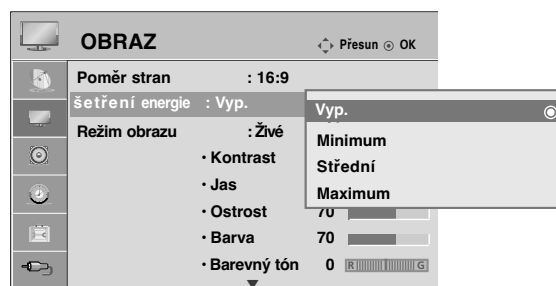 OBRAZ
Přesun OK
Poměr stran : 16:9
šetření energie : Vyp.
Režim obrazu : Živé
• Kontrast
• Jas
• Ostrost 70
• Barva 70
• Barevný tón 0 R G
Vyp.
Minimum
Střední
Maximum